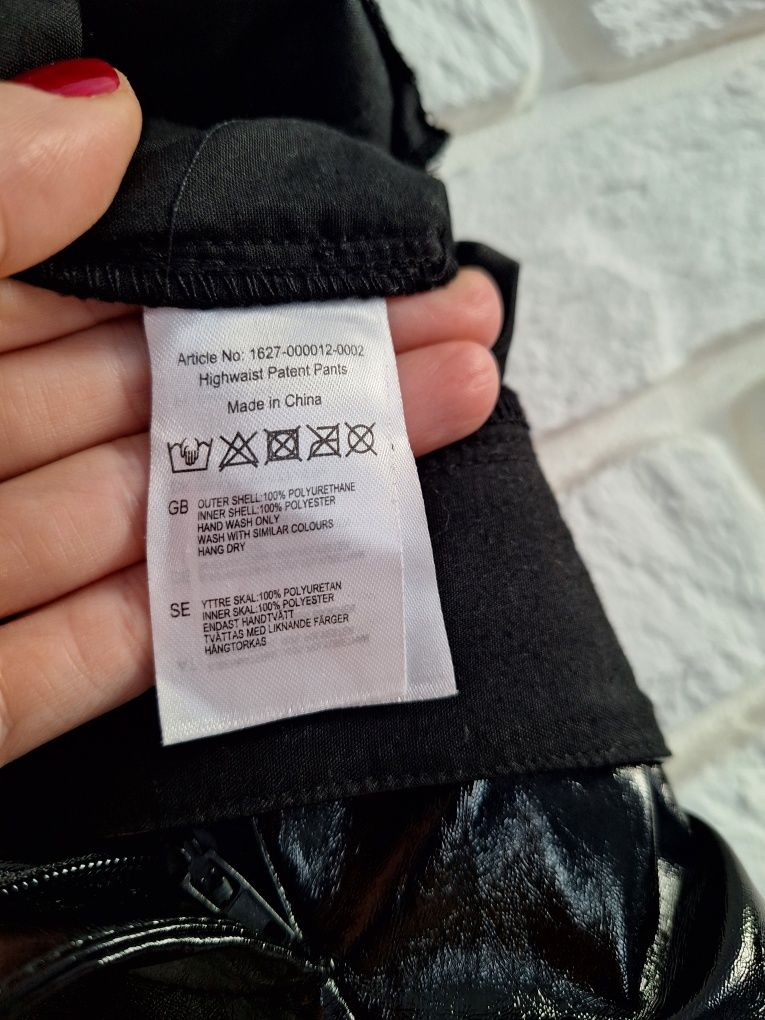 Article No: 1627-000012-0002
Highwaist Patent Pants
Made in China
GB
OUTER SHELL:100% POLYURETHANE
INNER SHELL:100% POLYESTER
HAND WASH ONLY
WASH WITH SIMILAR COLOURS
HANG DRY
SE
YTTRE SKAL:100% POLYURETAN
INNER SKAL:100% POLYESTER
ENDAST HANDTVÄTT
TVÄTTAS MED LIKNANDE FÄRGER
HÄNGTORKAS